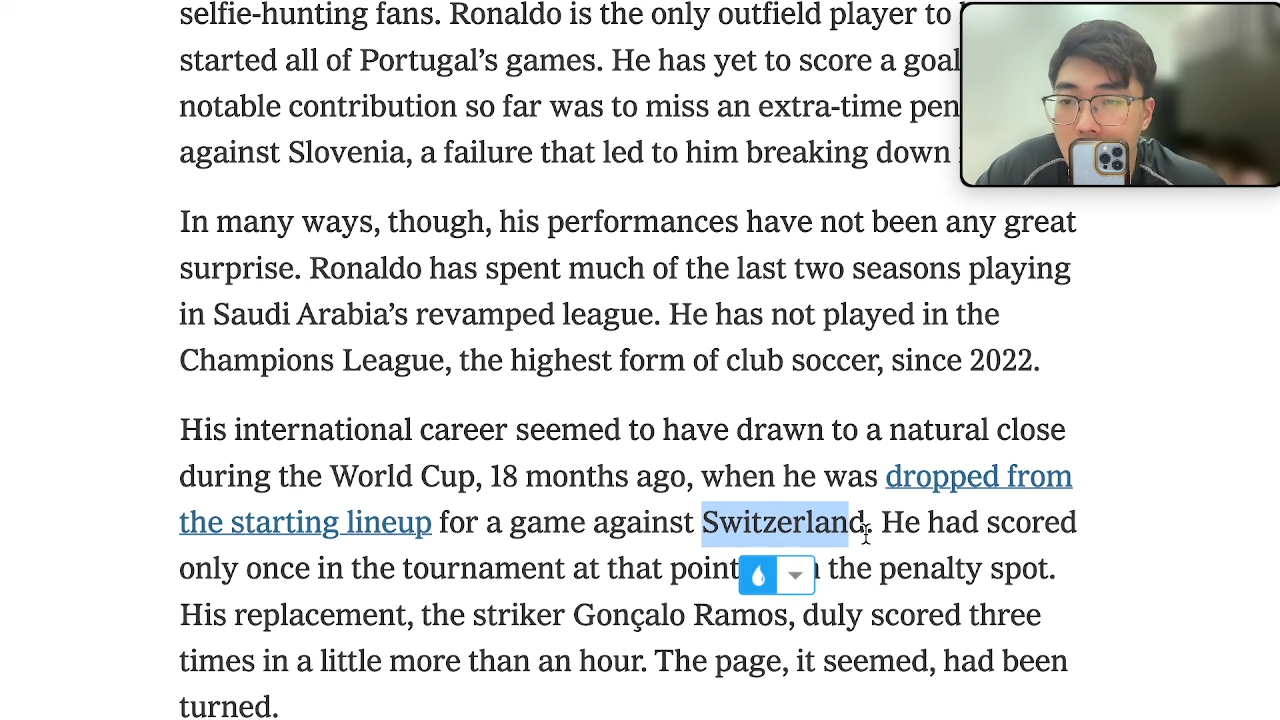 selfie-hunting fans. Ronaldo is the only outfield player to
started all of Portugal’s games. He has yet to score a goal
notable contribution so far was to miss an extra-time
against Slovenia, a failure that led to him breaking down
In many ways, though, his performances have not been any great
surprise. Ronaldo has spent much of the last two seasons playing
in Saudi Arabia’s revamped league. He has not played in the
Champions League, the highest form of club soccer, since 2022.
His international career seemed to have drawn to a natural close
during the World Cup, 18 months ago, when he was dropped from
the starting lineup for a game against Switzerland. He had scored
only once in the tournament at that point the penalty spot.
His replacement, the striker Gonçalo Ramos, duly scored three
times in a little more than an hour. The page, it seemed, had been
turned.